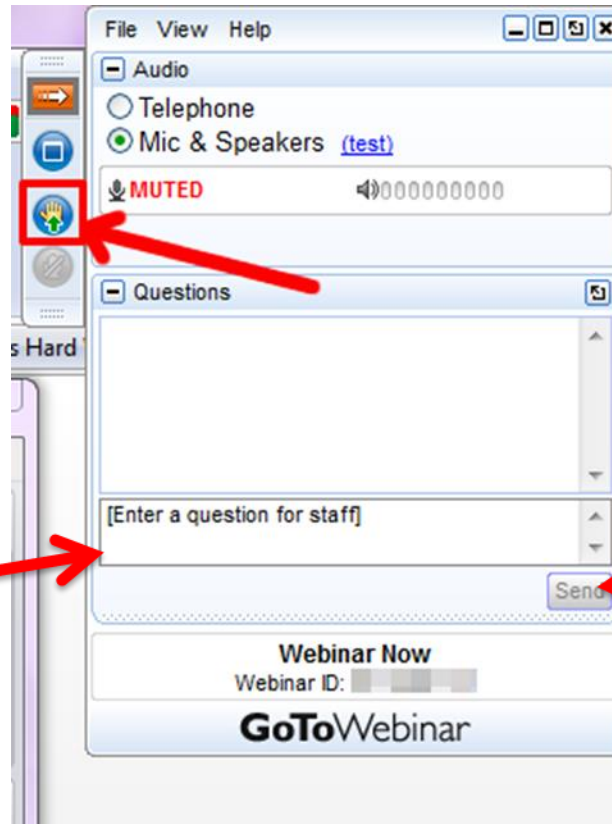 File View Help
Audio
Telephone
Mic & Speakers (test)
MUTED 000000000
Questions
s Hard
[Enter a question for staff]
Send
Webinar Now
Webinar ID:
GoToWebinar